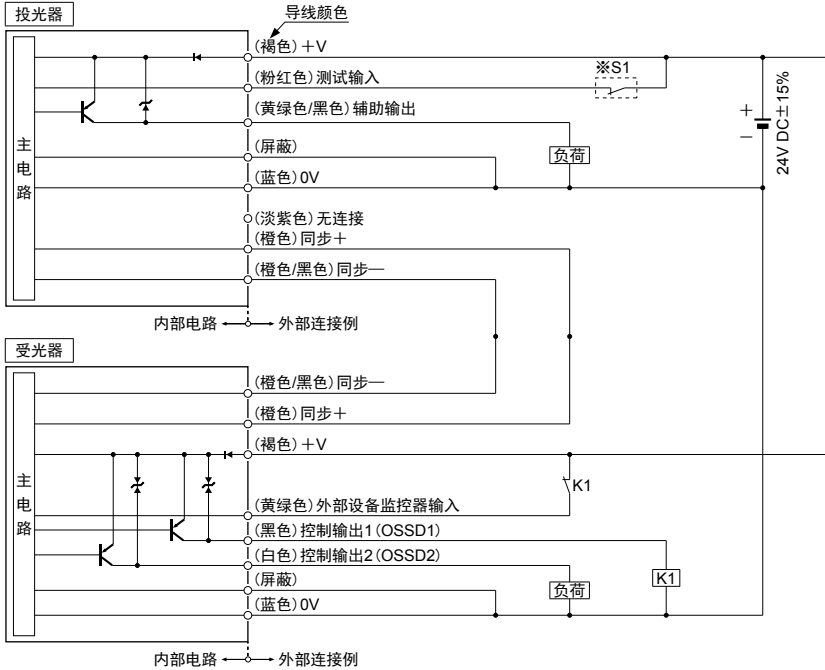 投光器
导线颜色
(褐色)＋V
(粉红色)测试输入
※S1
(黄绿色/黑色)辅助输出
＋
－
24V DC±15%
主电路
(屏蔽)
负荷
(蓝色)0V
(淡紫色)无连接
(橙色)同步＋
(橙色/黑色)同步—
内部电路 外部连接例
受光器
(橙色/黑色)同步—
(橙色)同步＋
(褐色)＋V
主电路
K1
(黄绿色)外部设备监控器输入
(黑色)控制输出1(OSSD1)
(白色)控制输出2(OSSD2)
(屏蔽)
负荷
K1
(蓝色)0V
内部电路 外部连接例